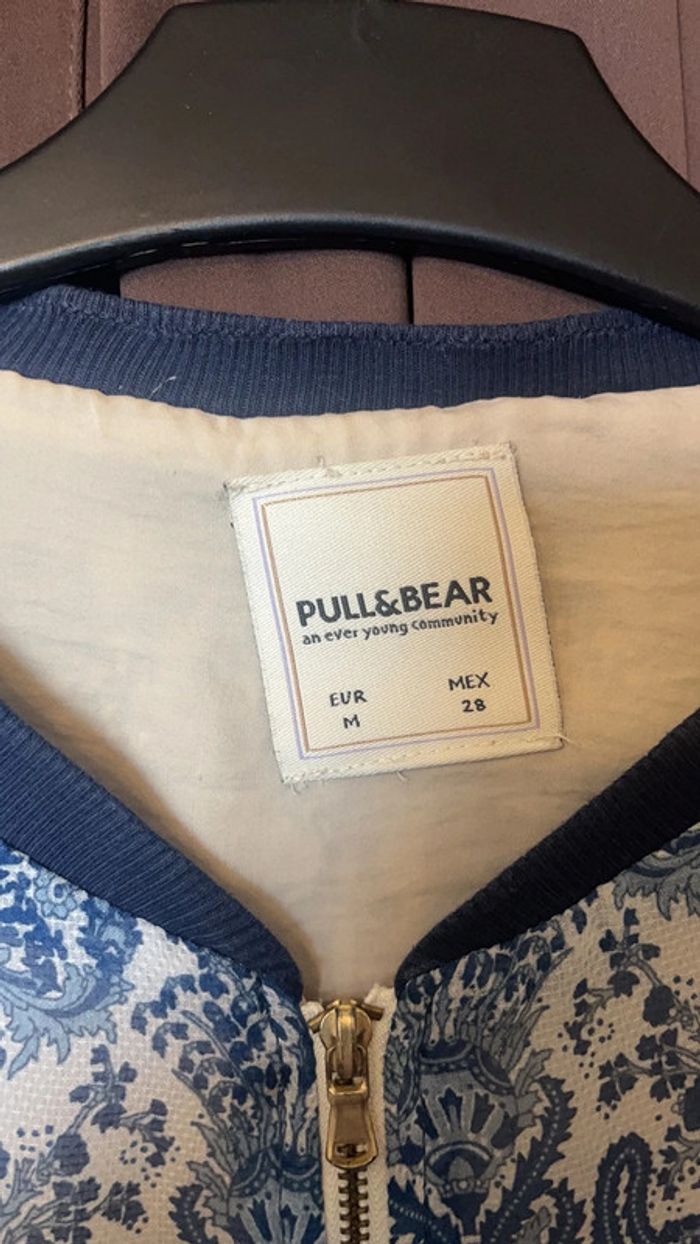 PULL&BEAR
an ever young community
EUR MEX
M 28